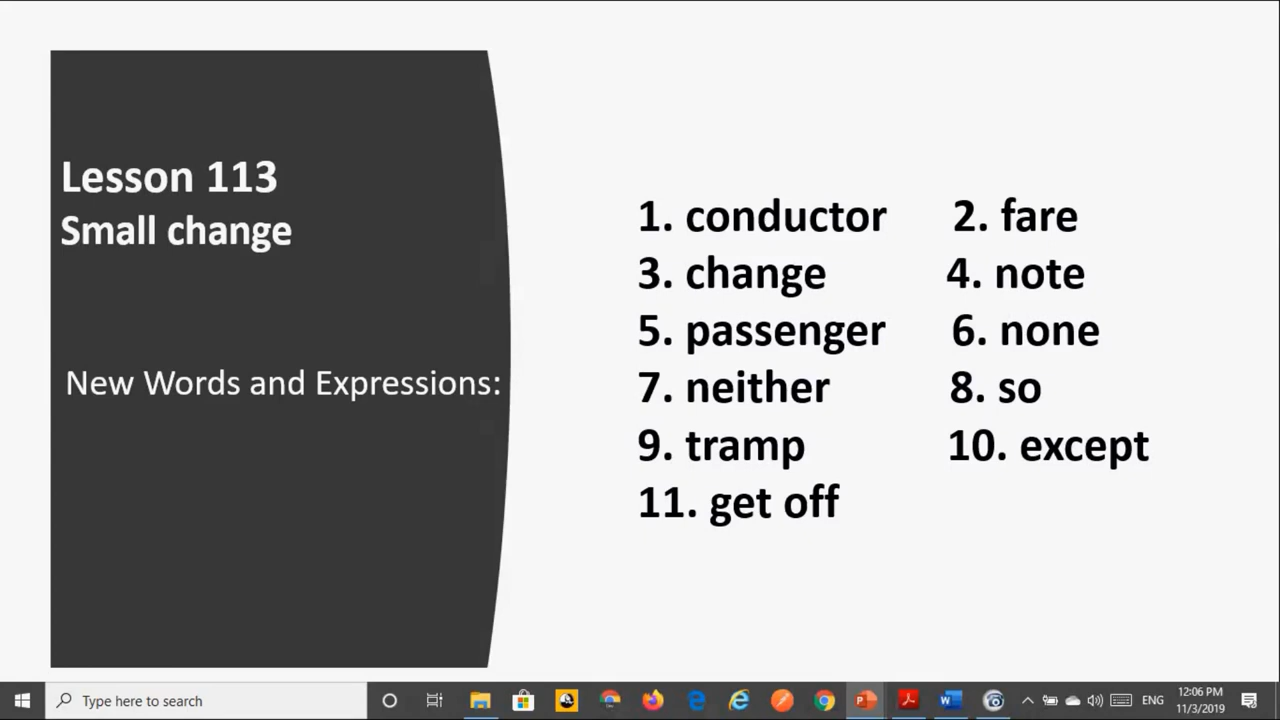 Lesson 113
Small change
New Words and Expressions:
1. conductor 2. fare
3. change 4. note
5. passenger 6. none
7. neither 8. so
9. tramp 10. except
11. get off
Type here to search
ENG
12:06 PM
11/3/2019